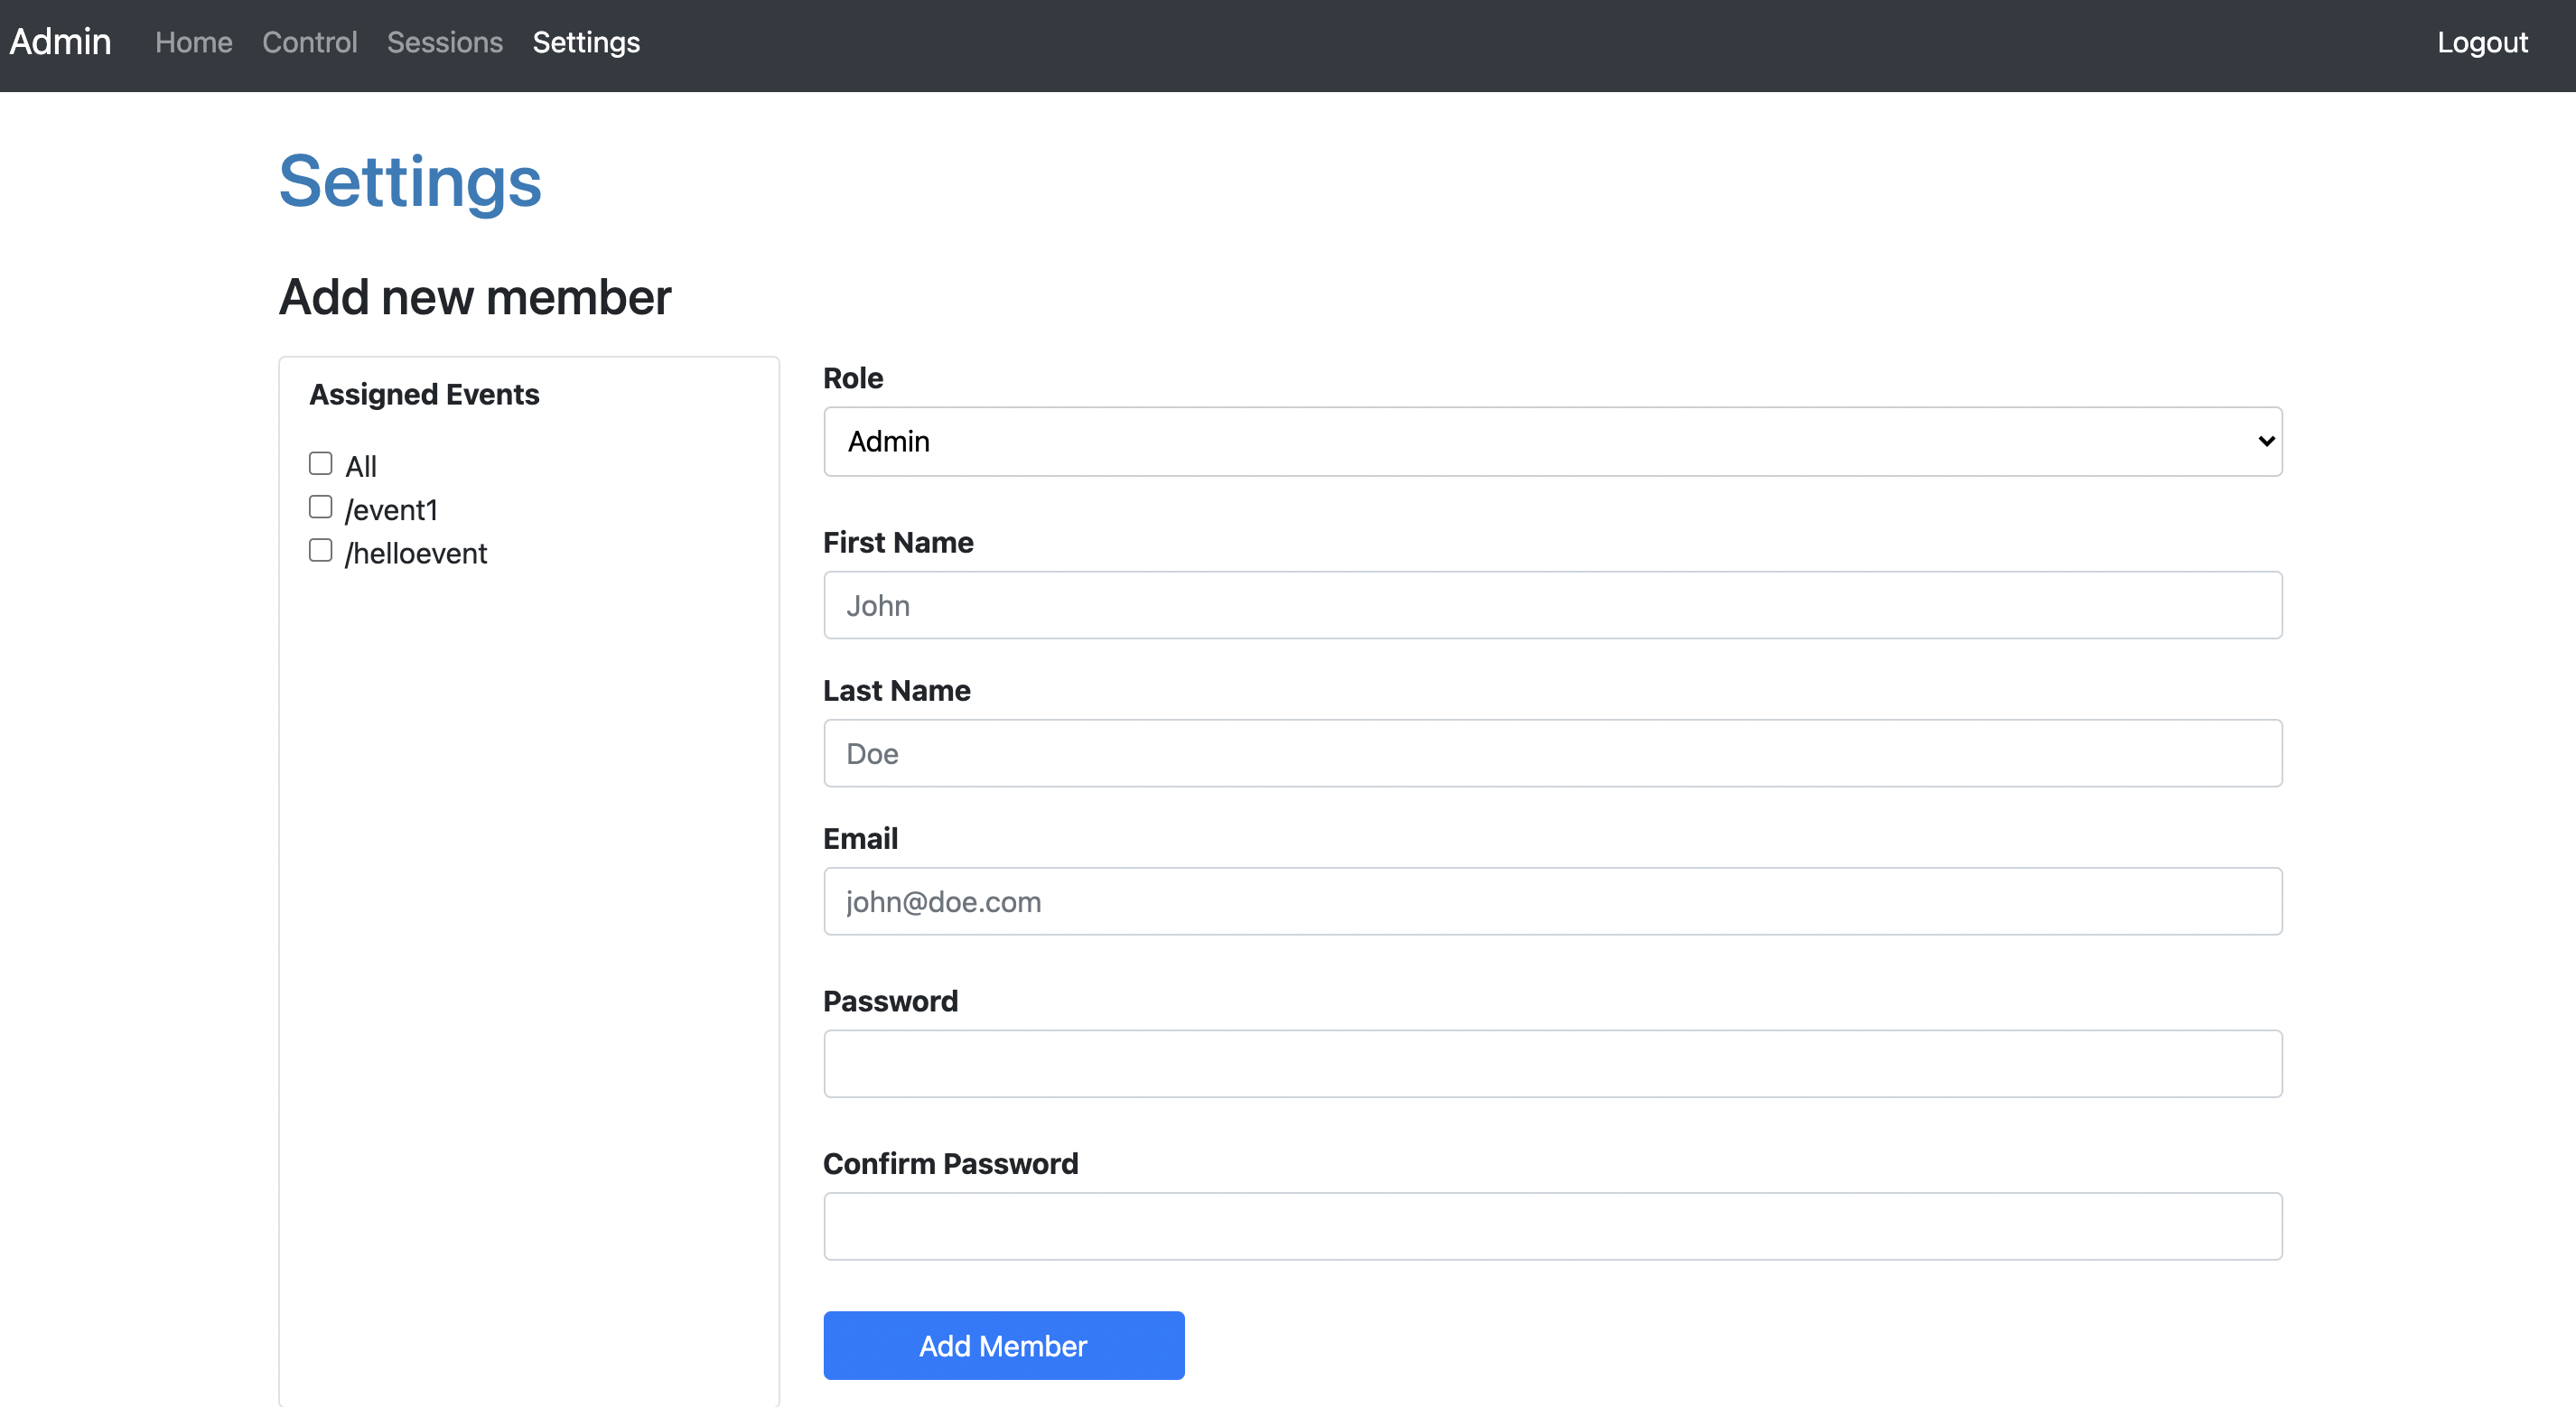 Admin Home Control Sessions Settings Logout
Settings
Add new member
Assigned Events
All
/event1
/helloevent
Role
Admin
First Name
John
Last Name
Doe
Email
john@doe.com
Password
Confirm Password
Add Member